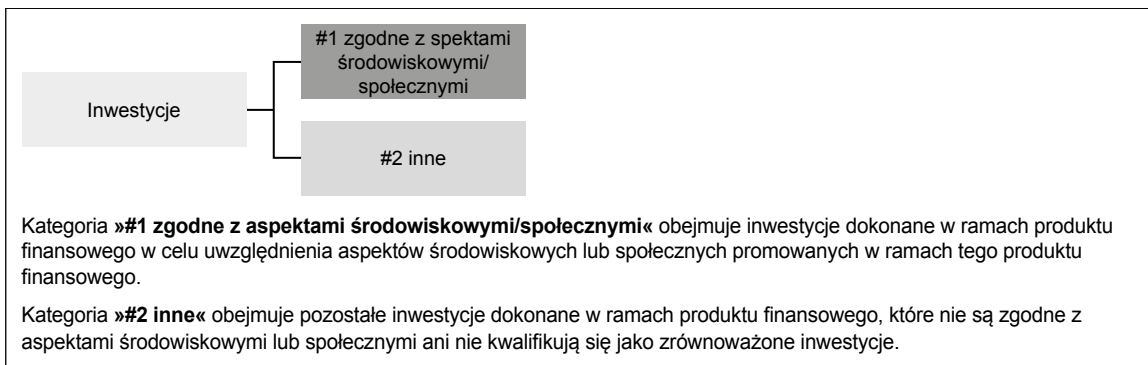 #1 zgodne z spektami
środowiskowymi/
społecznymi
Inwestycje
#2 inne
Kategoria »#1 zgodne z aspektami środowiskowymi/społecznymi« obejmuje inwestycje dokonane w ramach produktu
finansowego w celu uwzględnienia aspektów środowiskowych lub społecznych promowanych w ramach tego produktu
finansowego.
Kategoria »#2 inne« obejmuje pozostałe inwestycje dokonane w ramach produktu finansowego, które nie są zgodne z
aspektami środowiskowymi lub społecznymi ani nie kwalifikują się jako zrównoważone inwestycje.